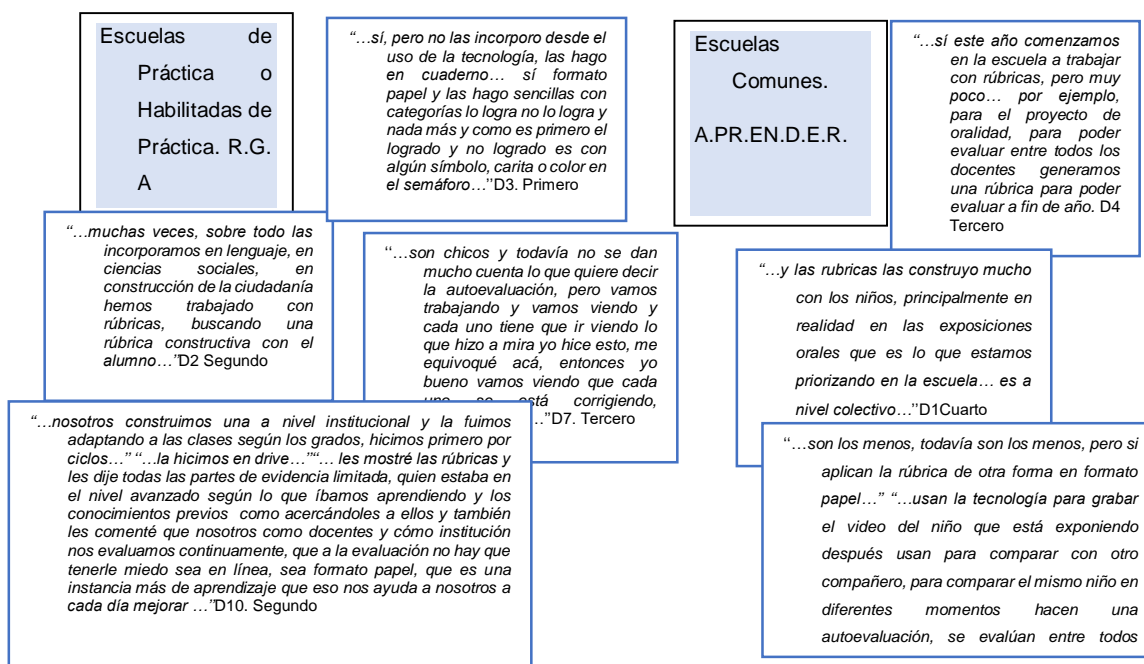 Escuelas de
Práctica o
Habilitadas de
Práctica. R.G.
A
“…sí, pero no las incorporo desde el
uso de la tecnología, las hago
en cuaderno… sí formato
papel y las hago sencillas con
categorías lo logra no lo logra y
nada más y como es primero el
logrado y no logrado es con
algún símbolo, carita o color en
el semáforo…’’D3. Primero
Escuelas
Comunes.
A.PR.EN.D.E.R.
“…sí este año comenzamos
en la escuela a trabajar
con rúbricas, pero muy
poco… por ejemplo,
para el proyecto de
oralidad, para poder
evaluar entre todos los
docentes generamos
una rúbrica para poder
evaluar a fin de año. D4
Tercero
“…muchas veces, sobre todo las
incorporamos en lenguaje, en
ciencias sociales, en
construcción de la ciudadanía
hemos trabajado con
rúbricas, buscando una
rúbrica constructiva con el
alumno…’’D2 Segundo
‘‘…son chicos y todavía no se dan
mucho cuenta lo que quiere decir
la autoevaluación, pero vamos
trabajando y vamos viendo y
cada uno tiene que ir viendo lo
que hizo a mira yo hice esto, me
equivoqué acá, entonces yo
bueno vamos viendo que cada
uno se está corrigiendo,
…’’D7. Tercero
“…y las rubricas las construyo mucho
con los niños, principalmente en
realidad en las exposiciones
orales que es lo que estamos
priorizando en la escuela… es a
nivel colectivo…’’D1Cuarto
“…nosotros construimos una a nivel institucional y la fuimos
adaptando a las clases según los grados, hicimos primero por
ciclos…’’ “…la hicimos en drive…’’“… les mostré las rúbricas y
les dije todas las partes de evidencia limitada, quien estaba en
el nivel avanzado según lo que íbamos aprendiendo y los
conocimientos previos como acercándoles a ellos y también
les comenté que nosotros como docentes y cómo institución
nos evaluamos continuamente, que a la evaluación no hay que
tenerle miedo sea en línea, sea formato papel, que es una
instancia más de aprendizaje que eso nos ayuda a nosotros a
cada día mejorar …’’D10. Segundo
‘‘…son los menos, todavía son los menos, pero si
aplican la rúbrica de otra forma en formato
papel…’’ “…usan la tecnología para grabar
el video del niño que está exponiendo
después usan para comparar con otro
compañero, para comparar el mismo niño en
diferentes momentos hacen una
autoevaluación, se evalúan entre todos